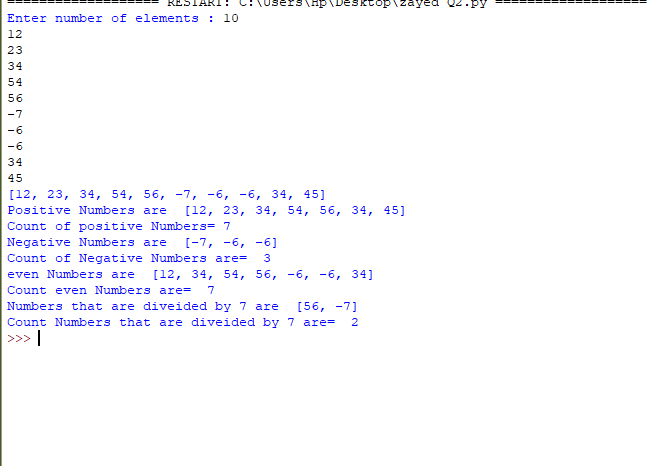 =================== RESTART: C:\Users\Hp\Desktop\zayed Q2.py ===================
Enter number of elements : 10
12
23
34
54
56
-7
-6
-6
34
45
[12, 23, 34, 54, 56, -7, -6, -6, 34, 45]
Positive Numbers are  [12, 23, 34, 54, 56, 34, 45]
Count of positive Numbers= 7
Negative Numbers are  [-7, -6, -6]
Count of Negative Numbers are=  3
even Numbers are  [12, 34, 54, 56, -6, -6, 34]
Count even Numbers are=  7
Numbers that are diveided by 7 are  [56, -7]
Count Numbers that are diveided by 7 are=  2
>>>